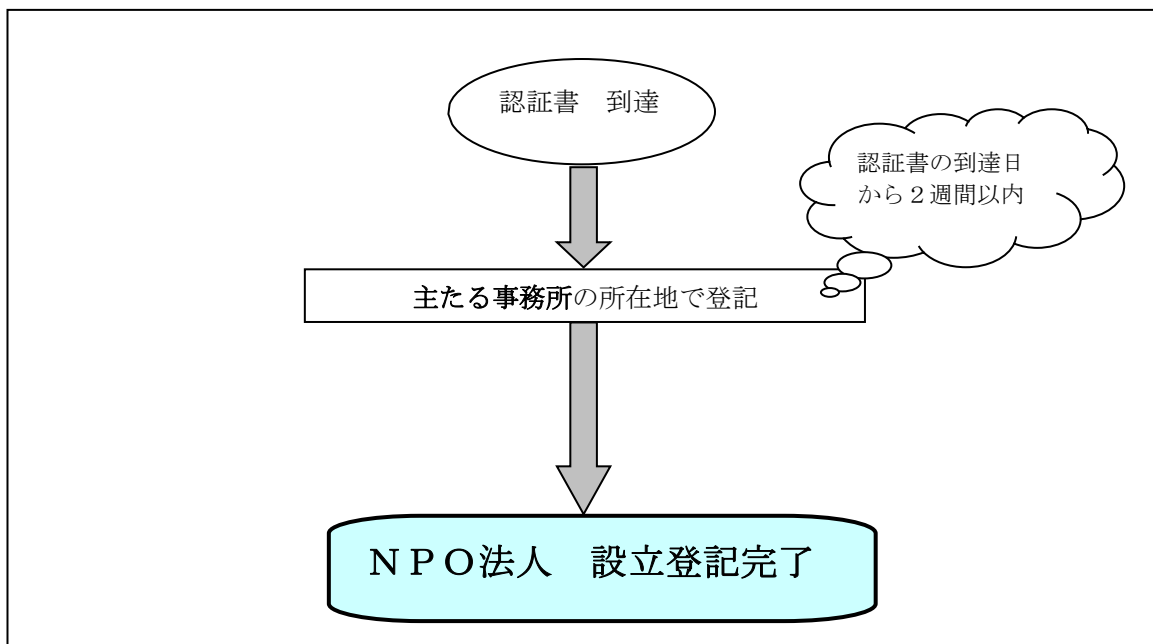 認証書　到達
認証書の到達日
から２週間以内
主たる事務所の所在地で登記
ＮＰＯ法人　設立登記完了